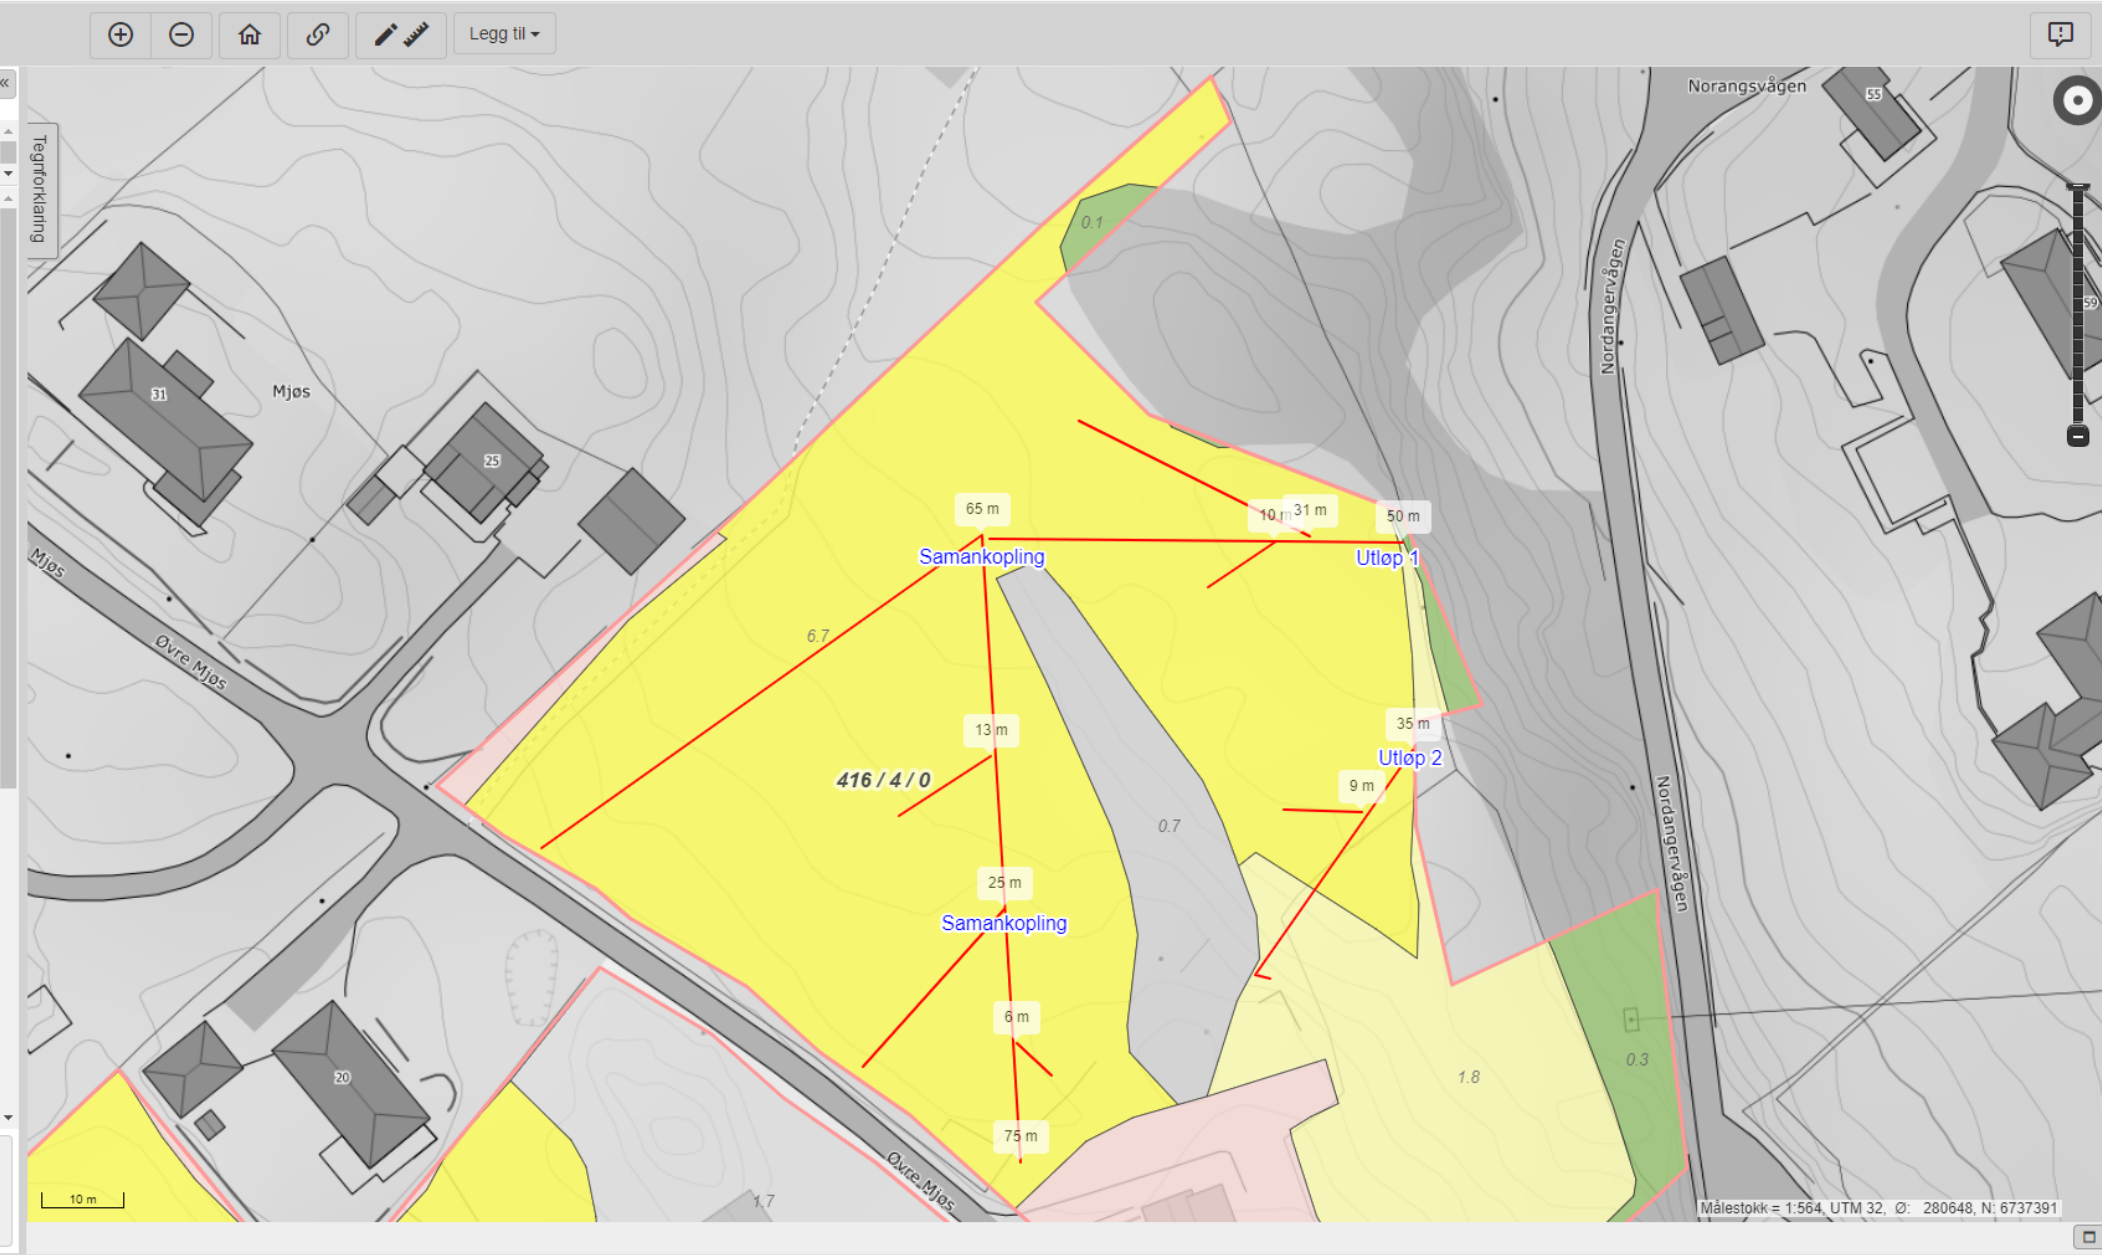 Legg til
«
Tegnforklaring
Norangsvågen
55
0.1
Nordangervågen
59
31
Mjøs
25
65 m
10 m
31 m
50 m
Samankopling
Utløp 1
Mjøs
6.7
Øvre Mjøs
13 m
35 m
Utløp 2
416 / 4 / 0
9 m
0.7
Nordangervågen
25 m
Samankopling
6 m
20
1.8
0.3
75 m
Øvre Mjøs
1.7
10 m
Målestokk = 1:564, UTM 32, Ø: 280648, N: 6737391